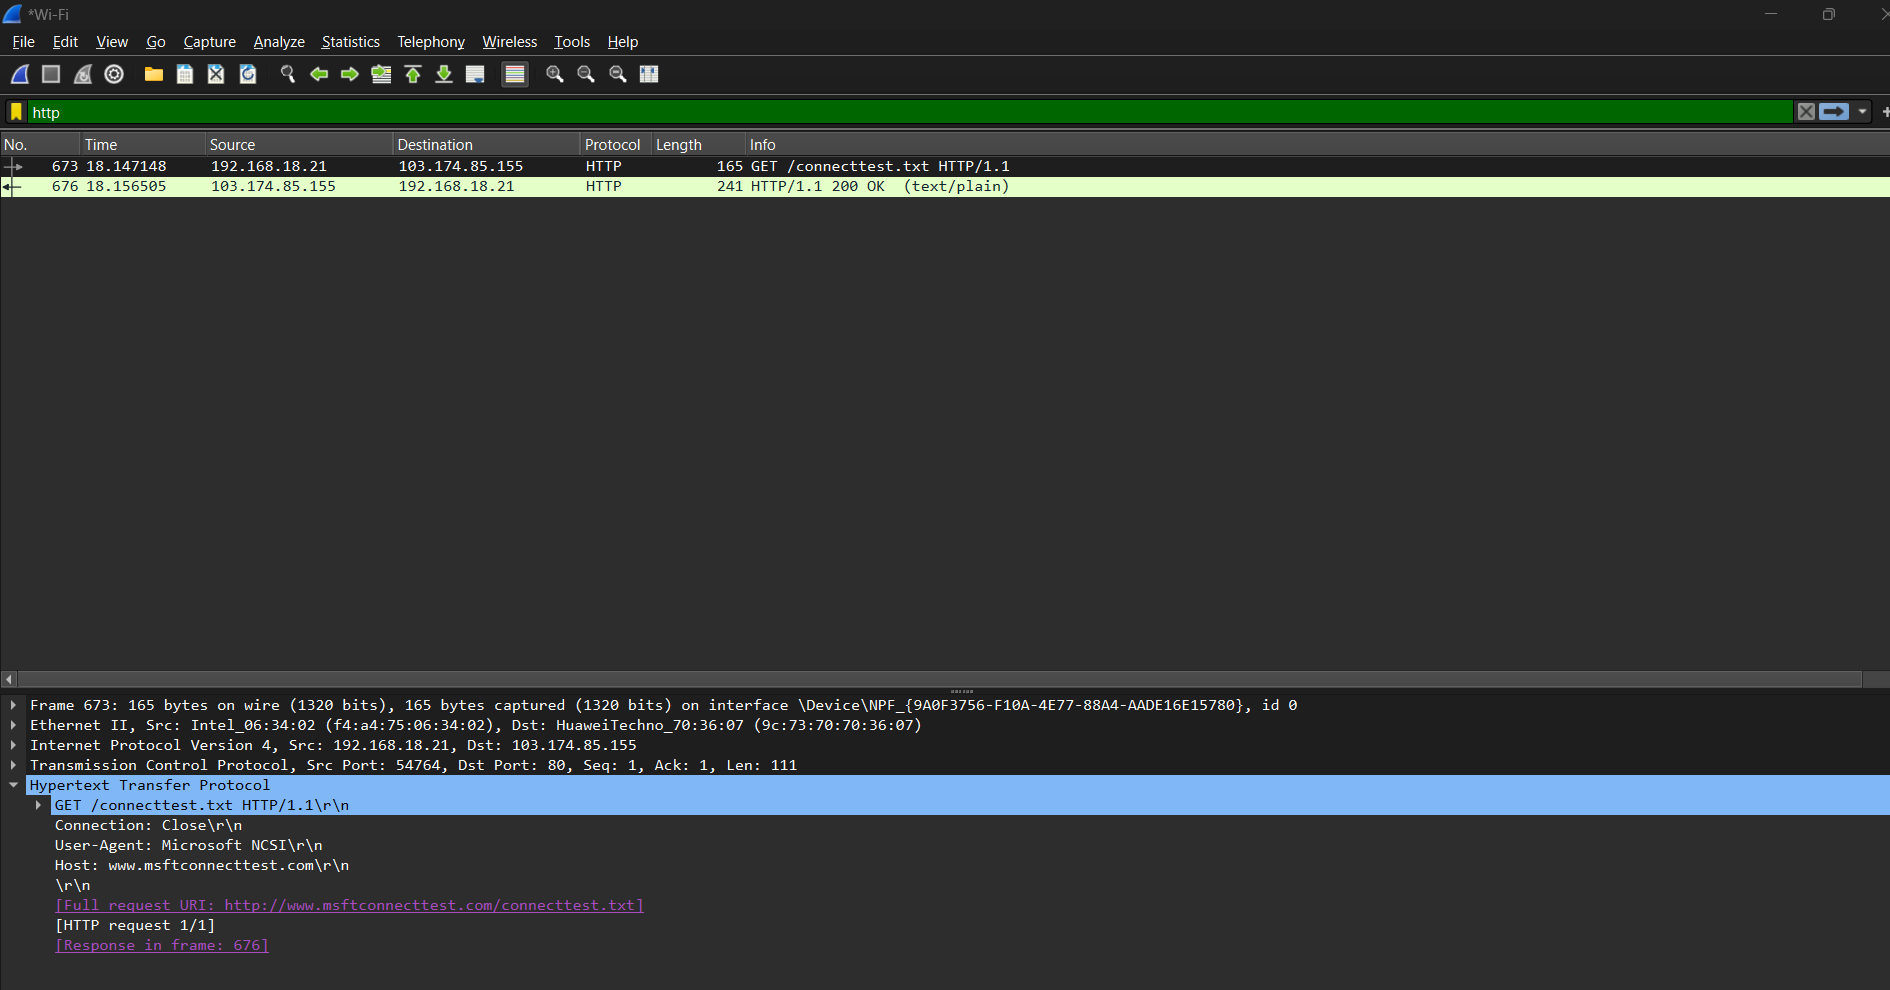 *Wi-Fi
File Edit View Go Capture Analyze Statistics Telephony Wireless Tools Help
http
No. Time Source Destination Protocol Length Info
673 18.147148 192.168.18.21 103.174.85.155 HTTP 165 GET /connecttest.txt HTTP/1.1
676 18.156505 103.174.85.155 192.168.18.21 HTTP 241 HTTP/1.1 200 OK (text/plain)
Frame 673: 165 bytes on wire (1320 bits), 165 bytes captured (1320 bits) on interface \Device\NPF_{9A0F3756-F10A-4E77-88A4-AADE16E15780}, id 0
Ethernet II, Src: Intel_06:34:02 (f4:a4:75:06:34:02), Dst: HuaweiTechno_70:36:07 (9c:73:70:70:36:07)
Internet Protocol Version 4, Src: 192.168.18.21, Dst: 103.174.85.155
Transmission Control Protocol, Src Port: 54764, Dst Port: 80, Seq: 1, Ack: 1, Len: 111
Hypertext Transfer Protocol
GET /connecttest.txt HTTP/1.1\r\n
Connection: Close\r\n
User-Agent: Microsoft NCSI\r\n
Host: www.msftconnecttest.com\r\n
\r\n
[Full request URI: http://www.msftconnecttest.com/connecttest.txt]
[HTTP request 1/1]
[Response in frame: 676]